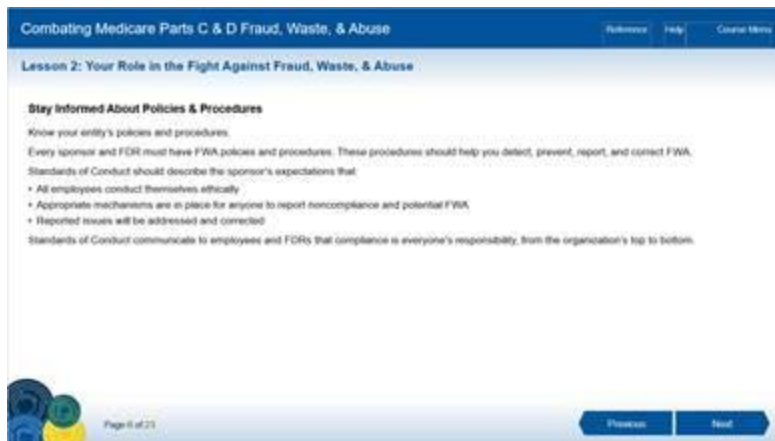 Combating Medicare Parts C & D Fraud, Waste, & Abuse
Reference
Help
Course Menu
Lesson 2: Your Role in the Fight Against Fraud, Waste, & Abuse
Stay Informed About Policies & Procedures
Know your entity's policies and procedures.
Every sponsor and FDR must have FWA policies and procedures. These procedures should help you detect, prevent, report, and correct FWA.
Standards of Conduct should describe the sponsor's expectations that:
• All employees conduct themselves ethically
• Appropriate mechanisms are in place for anyone to report noncompliance and potential FWA
• Reported issues will be addressed and corrected
Standards of Conduct communicate to employees and FDRs that compliance is everyone's responsibility, from the organization's top to bottom.
Page of
Previous
Next